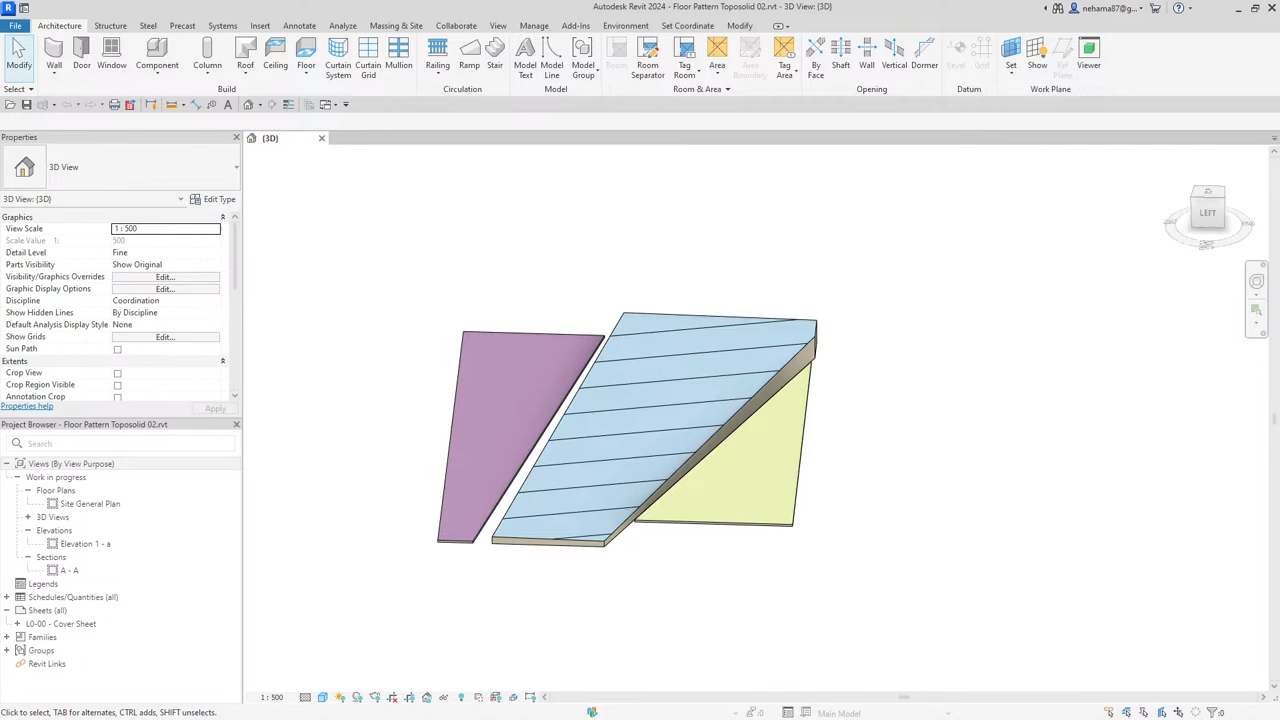 Autodesk Revit 2024 - Floor Pattern Toposolid 02.rvt - 3D View: {3D}
nehama87@g...
File Architecture Structure Steel Precast Systems Insert Annotate Analyze Massing & Site Collaborate View Manage Add-Ins Environment Set Coordinate Modify
Modify Wall Door Window Component Column Roof Ceiling Floor Curtain System Curtain Grid Mullion Railing Ramp Stair Model Text Model Line Model Group Room Room Separator Tag Room Area Area Boundary Tag Area By Face Shaft Wall Vertical Dormer Level Grid Set Show Ref Plane Viewer
Select Build Circulation Model Room & Area Opening Datum Work Plane
Properties
{3D}
3D View
3D View: {3D} Edit Type
Graphics
View Scale 1 : 500
Scale Value 1: 500
Detail Level Fine
Parts Visibility Show Original
Visibility/Graphics Overrides Edit...
Graphic Display Options Edit...
Discipline Coordination
Show Hidden Lines By Discipline
Default Analysis Display Style None
Show Grids Edit...
Sun Path
Extents
Crop View
Crop Region Visible
Annotation Crop
Properties help Apply
Project Browser - Floor Pattern Toposolid 02.rvt
Search
Views (By View Purpose)
Work in progress
Floor Plans
Site General Plan
3D Views
Elevations
Elevation 1 - a
Sections
A - A
Legends
Schedules/Quantities (all)
Sheets (all)
L0-00 - Cover Sheet
Families
Groups
Revit Links
LEFT
1 : 500
Click to select, TAB for alternates, CTRL adds, SHIFT unselects.
:0
Main Model
:0